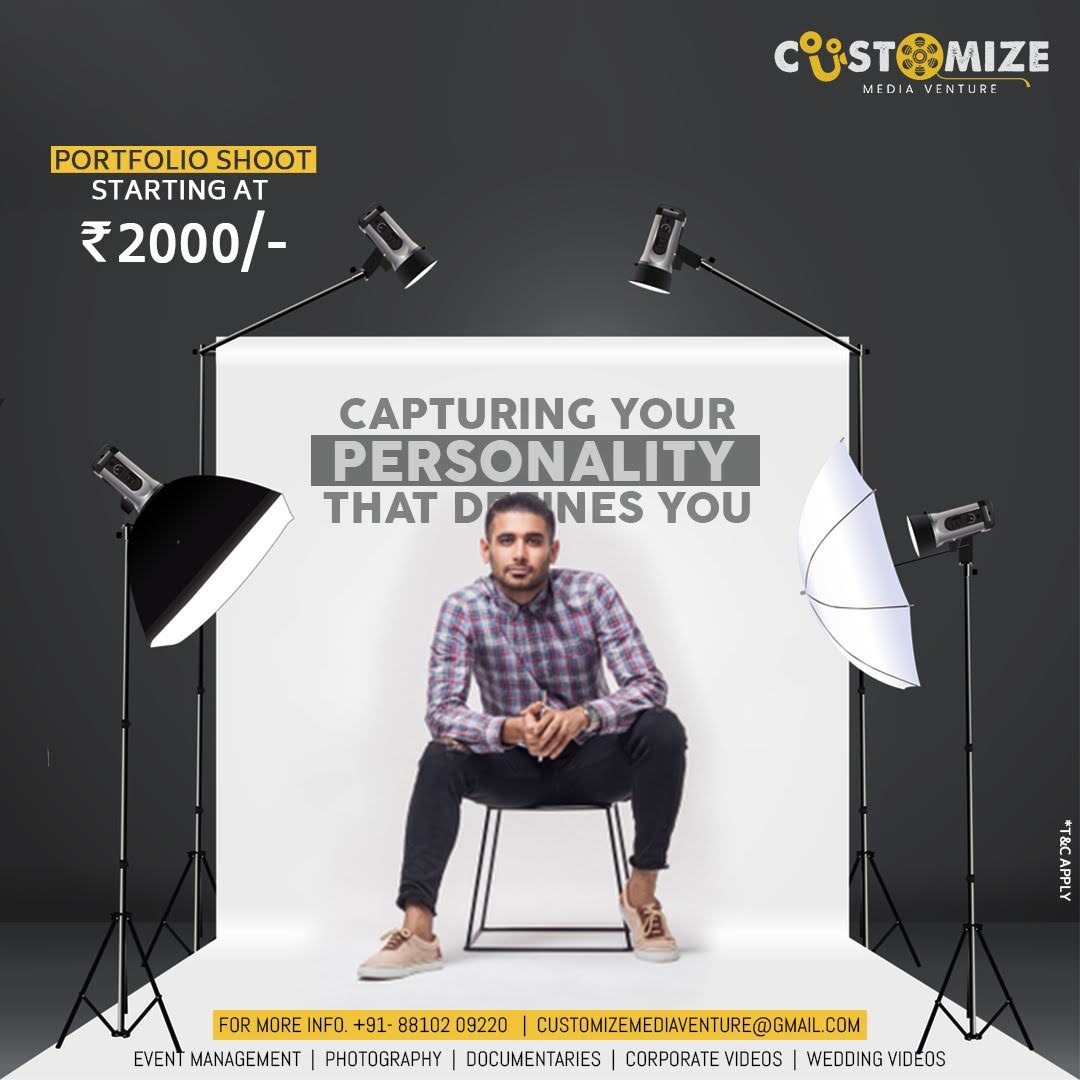 CUSTOMIZE
MEDIA VENTURE
PORTFOLIO SHOOT
STARTING AT
₹2000/-
CAPTURING YOUR
PERSONALITY
THAT DEFINES YOU
*T&C APPLY
FOR MORE INFO. +91- 88102 09220 | CUSTOMIZEMEDIAVENTURE@GMAIL.COM
EVENT MANAGEMENT | PHOTOGRAPHY | DOCUMENTARIES | CORPORATE VIDEOS | WEDDING VIDEOS